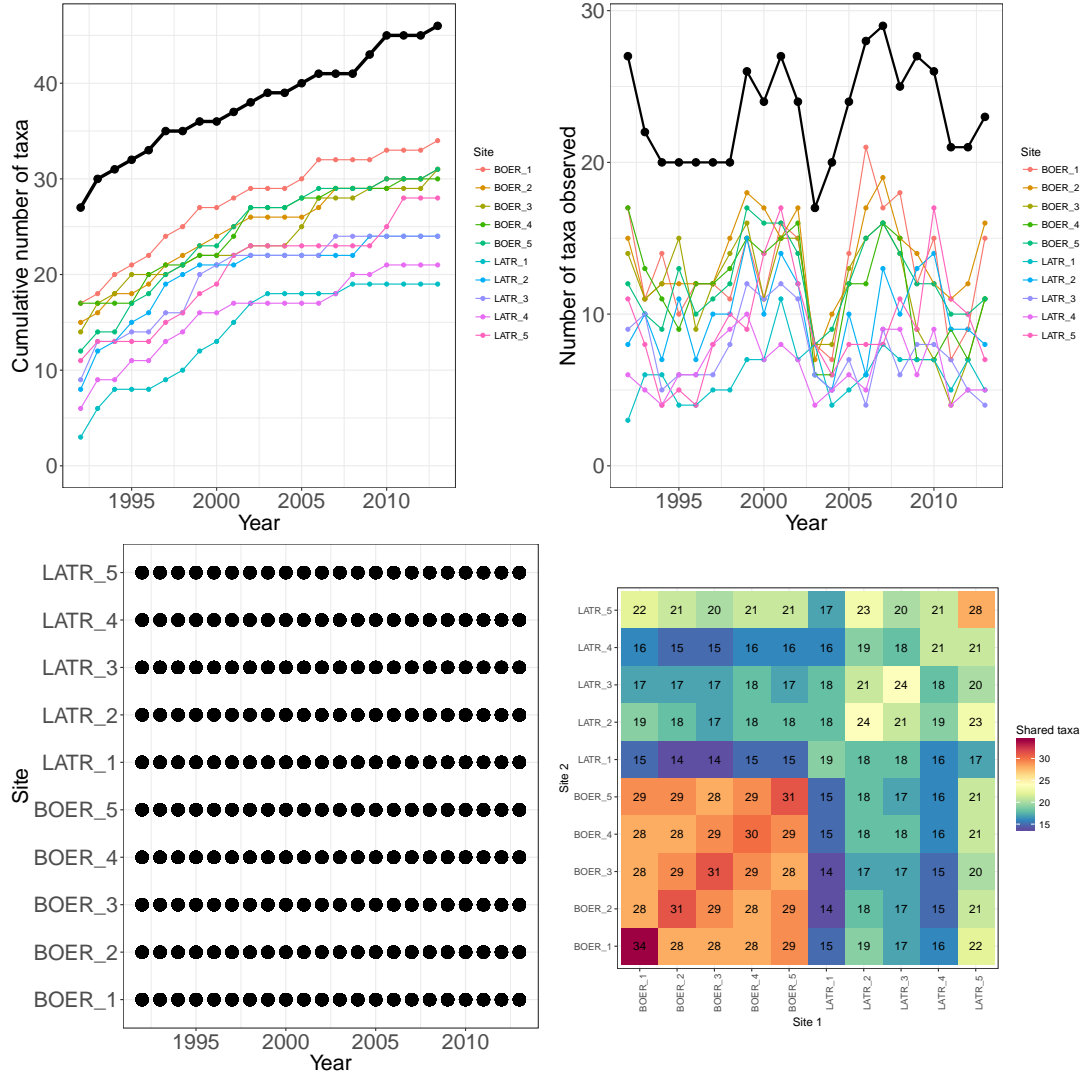 Cumulative number of taxa
40
30
20
10
0
1995 2000 2005 2010
Year
Site
BOER_1
BOER_2
BOER_3
BOER_4
BOER_5
LATR_1
LATR_2
LATR_3
LATR_4
LATR_5
Number of taxa observed
30
20
10
0
1995 2000 2005 2010
Year
Site
BOER_1
BOER_2
BOER_3
BOER_4
BOER_5
LATR_1
LATR_2
LATR_3
LATR_4
LATR_5
Site
LATR_5
LATR_4
LATR_3
LATR_2
LATR_1
BOER_5
BOER_4
BOER_3
BOER_2
BOER_1
1995 2000 2005 2010
Year
Site 2
LATR_5 22 21 20 21 21 17 23 20 21 28
LATR_4 16 15 15 16 16 16 19 18 21 21
LATR_3 17 17 17 18 17 18 21 24 18 20
LATR_2 19 18 17 18 18 18 24 21 19 23
LATR_1 15 14 14 15 15 19 18 18 16 17
BOER_5 29 29 28 29 31 15 18 17 16 21
BOER_4 28 28 29 30 29 15 18 18 16 21
BOER_3 28 29 31 29 28 14 17 17 15 20
BOER_2 28 31 29 28 29 14 18 17 15 21
BOER_1 34 28 28 28 29 15 19 17 16 22
BOER_1 BOER_2 BOER_3 BOER_4 BOER_5 LATR_1 LATR_2 LATR_3 LATR_4 LATR_5
Site 1
Shared taxa
30
25
20
15